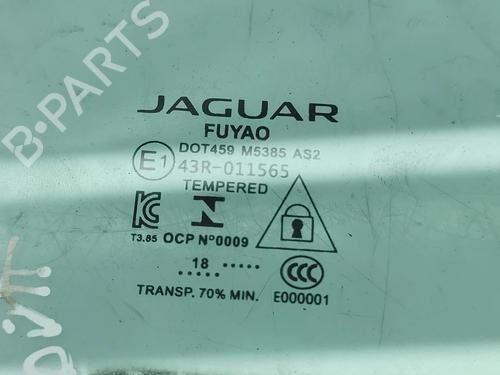 JAGUAR
FUYAO
DOT459 M5385 AS2
E1 43R-011565
TEMPERED
KC N
T3.85 OCP Nº0009
18 ..... 
..... .....
CCC
E000001
TRANSP. 70% MIN.
B-PARTS